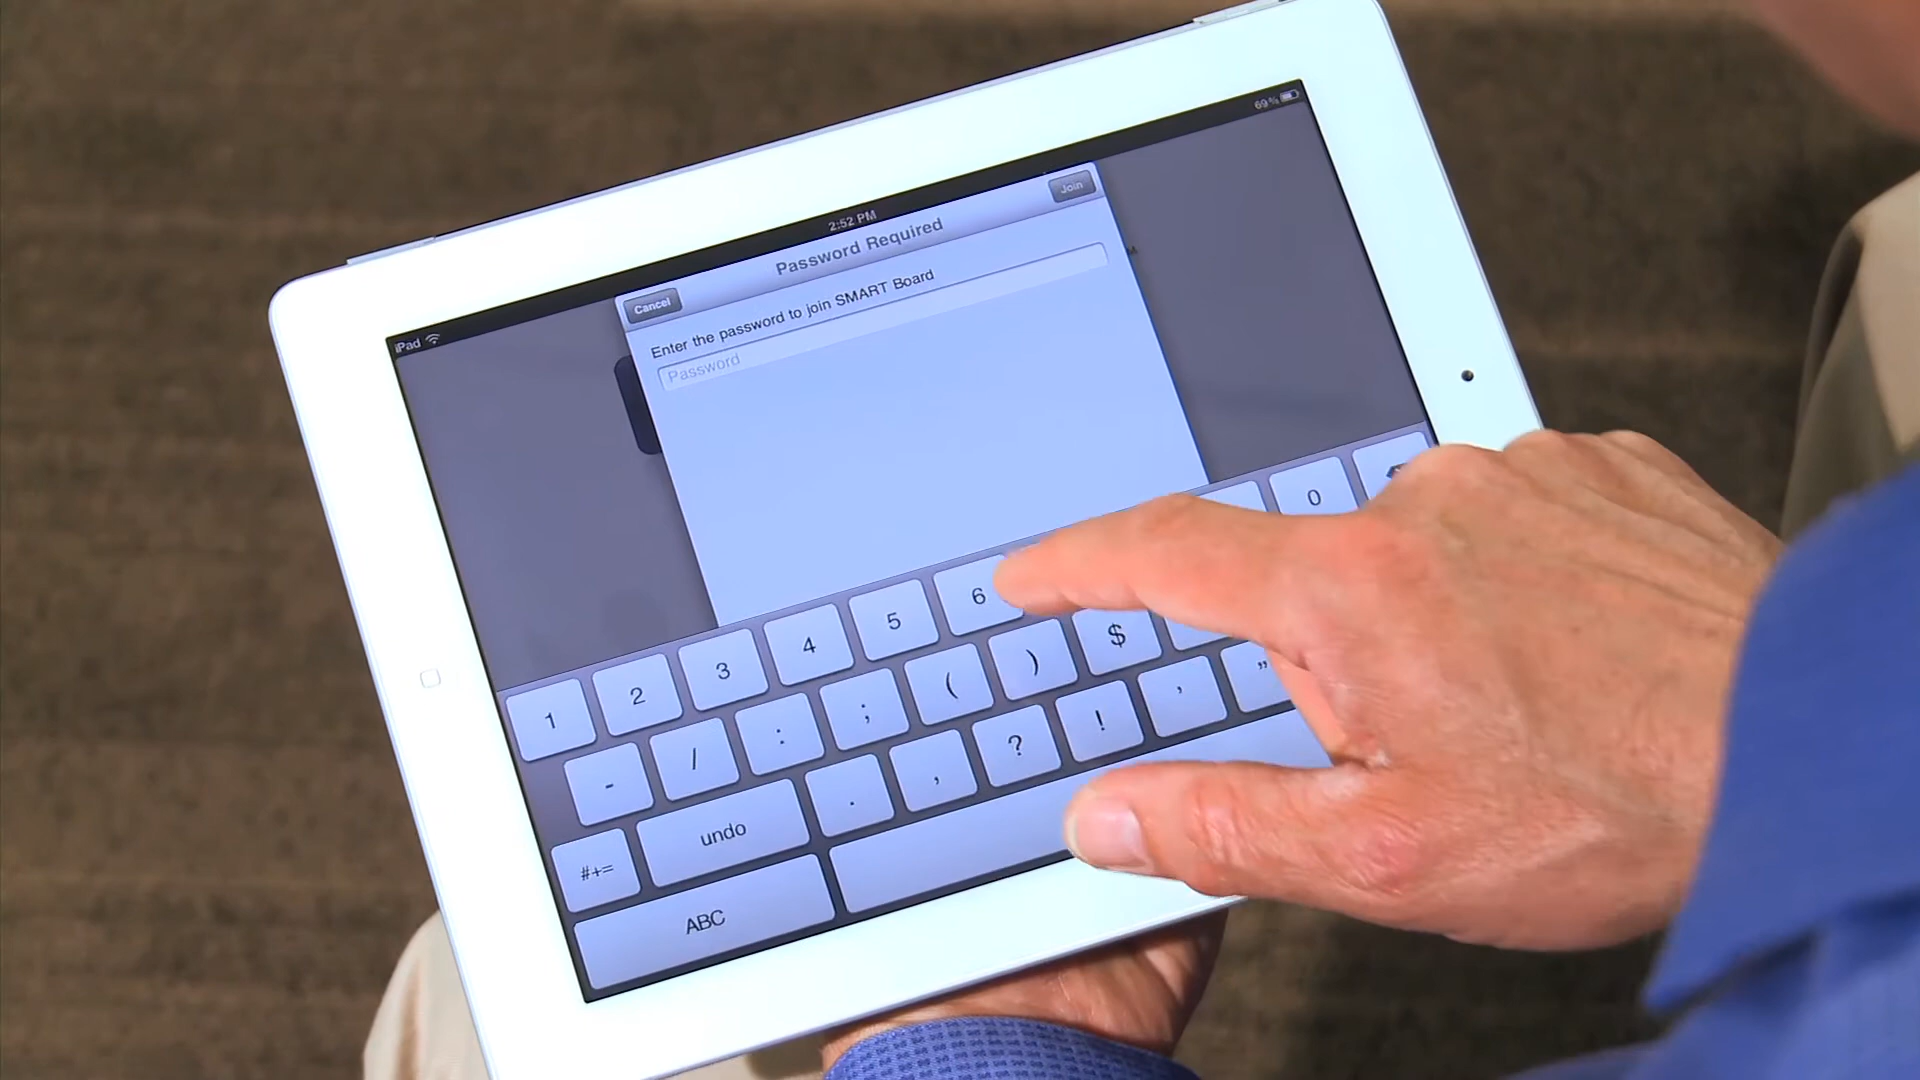 iPad
2:52 PM
69%
Cancel
Password Required
Join
Enter the password to join SMART Board
Password
1 2 3 4 5 6 0
- / : ; ( ) $
#+= undo . , ? ! ' "
ABC